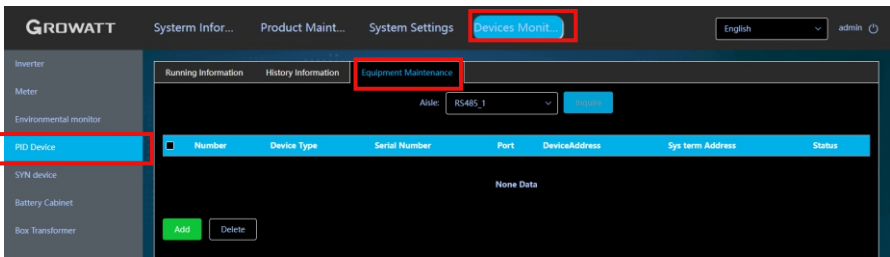 GROWATT Systerm Infor... Product Maint... System Settings Devices Monit... English admin
Inverter
Meter
Environmental monitor
PID Device
SYN device
Battery Cabinet
Box Transformer
Running Information History Information Equipment Maintenance
Aisle: RS485_1 Inquire
Number Device Type Serial Number Port DeviceAddress Sys term Address Status
None Data
Add Delete